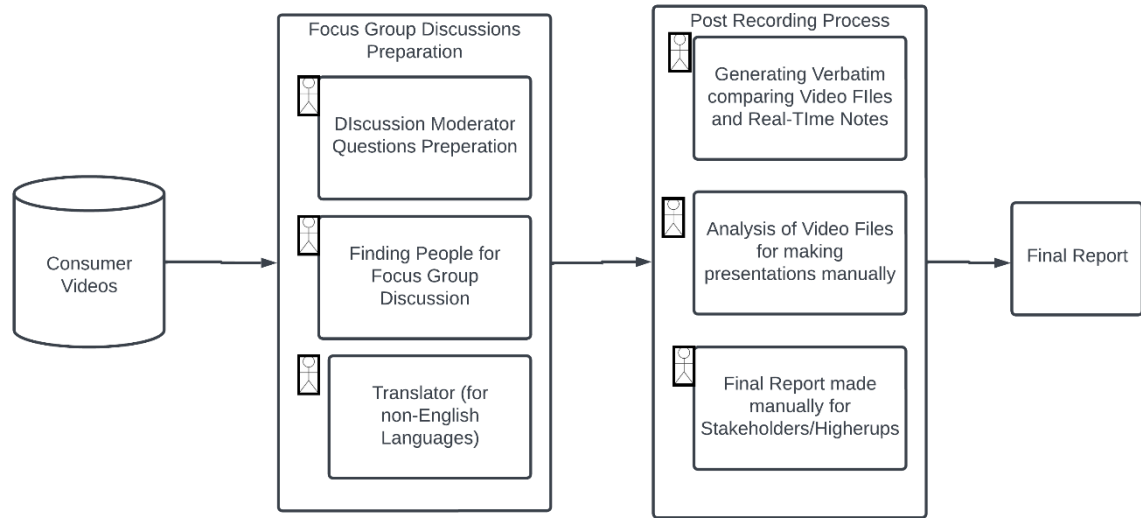 Consumer
Videos
Focus Group Discussions
Preparation
DIscussion Moderator
Questions Preperation
Finding People for
Focus Group
Discussion
Translator (for
non-English
Languages)
Post Recording Process
Generating Verbatim
comparing Video FIles
and Real-TIme Notes
Analysis of Video Files
for making
presentations manually
Final Report made
manually for
Stakeholders/Higherups
Final Report